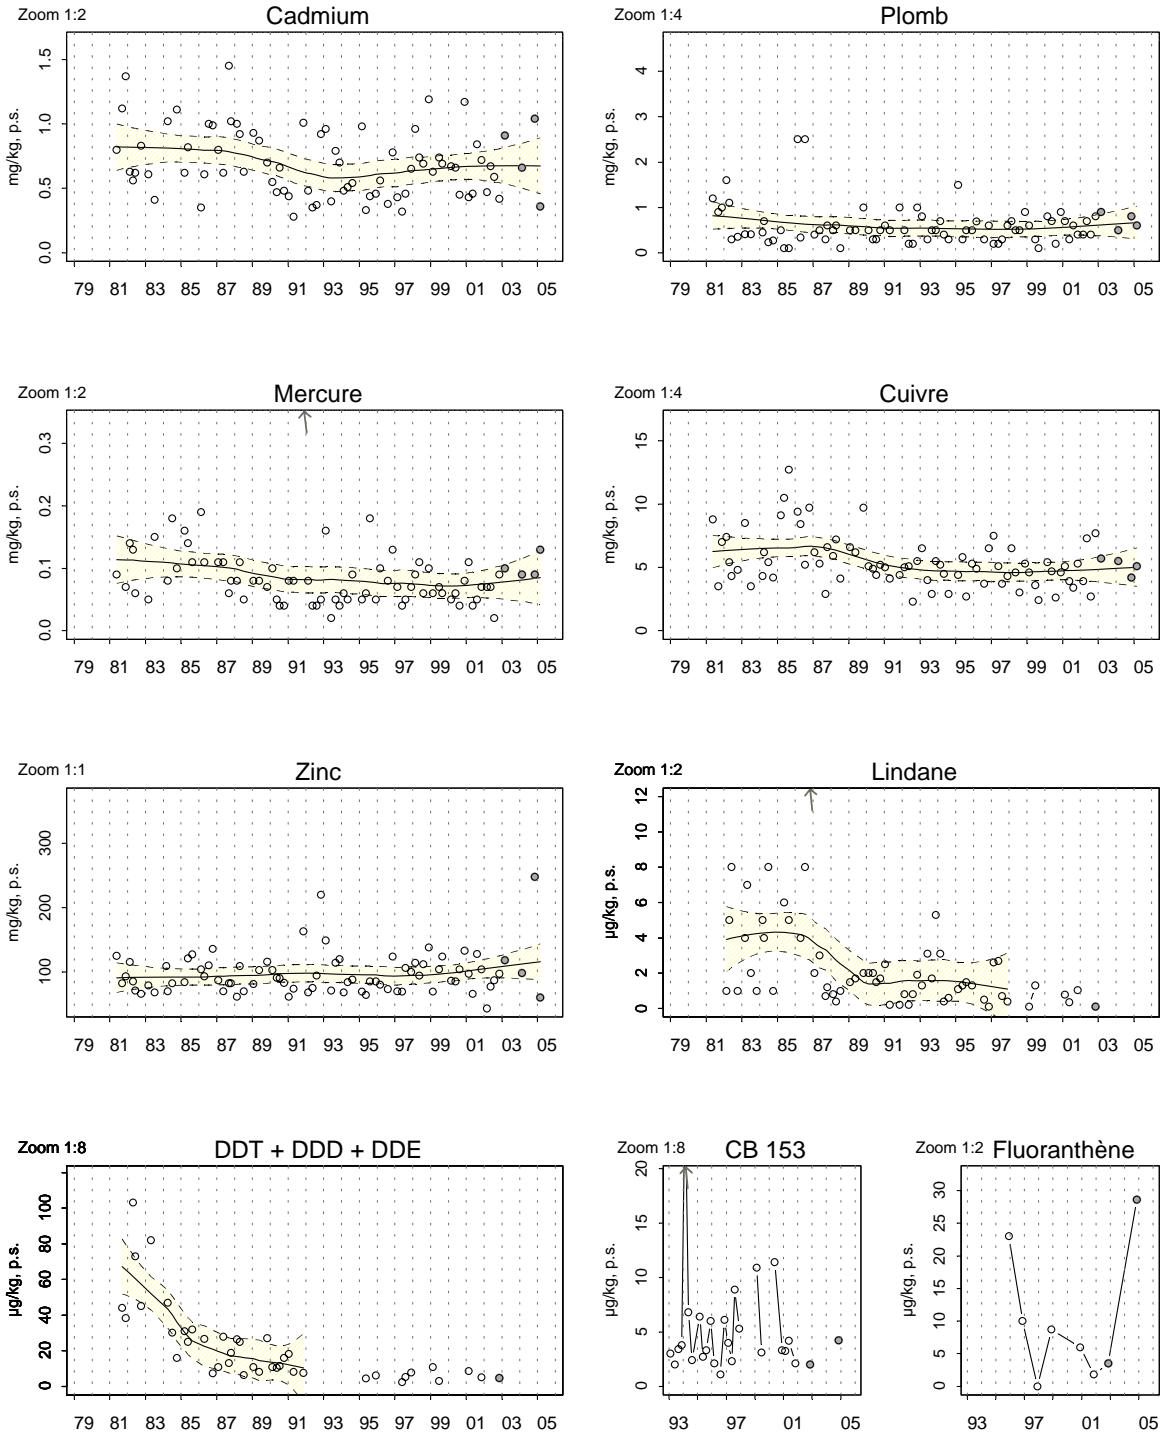 Zoom 1:2 Cadmium
mg/kg, p.s.
0.0 0.5 1.0 1.5
79 81 83 85 87 89 91 93 95 97 99 01 03 05
Zoom 1:4 Plomb
mg/kg, p.s.
0 1 2 3 4
79 81 83 85 87 89 91 93 95 97 99 01 03 05
Zoom 1:2 Mercure
mg/kg, p.s.
0.0 0.1 0.2 0.3
79 81 83 85 87 89 91 93 95 97 99 01 03 05
Zoom 1:4 Cuivre
mg/kg, p.s.
0 5 10 15
79 81 83 85 87 89 91 93 95 97 99 01 03 05
Zoom 1:1 Zinc
mg/kg, p.s.
100 200 300
79 81 83 85 87 89 91 93 95 97 99 01 03 05
Zoom 1:2 Lindane
µg/kg, p.s.
0 2 4 6 8 10 12
79 81 83 85 87 89 91 93 95 97 99 01 03 05
Zoom 1:8 DDT + DDD + DDE
µg/kg, p.s.
0 20 40 60 80 100
79 81 83 85 87 89 91 93 95 97 99 01 03 05
Zoom 1:8 CB 153
µg/kg, p.s.
0 5 10 15 20
93 97 01 05
Zoom 1:2 Fluoranthène
µg/kg, p.s.
0 5 10 15 20 25 30
93 97 01 05